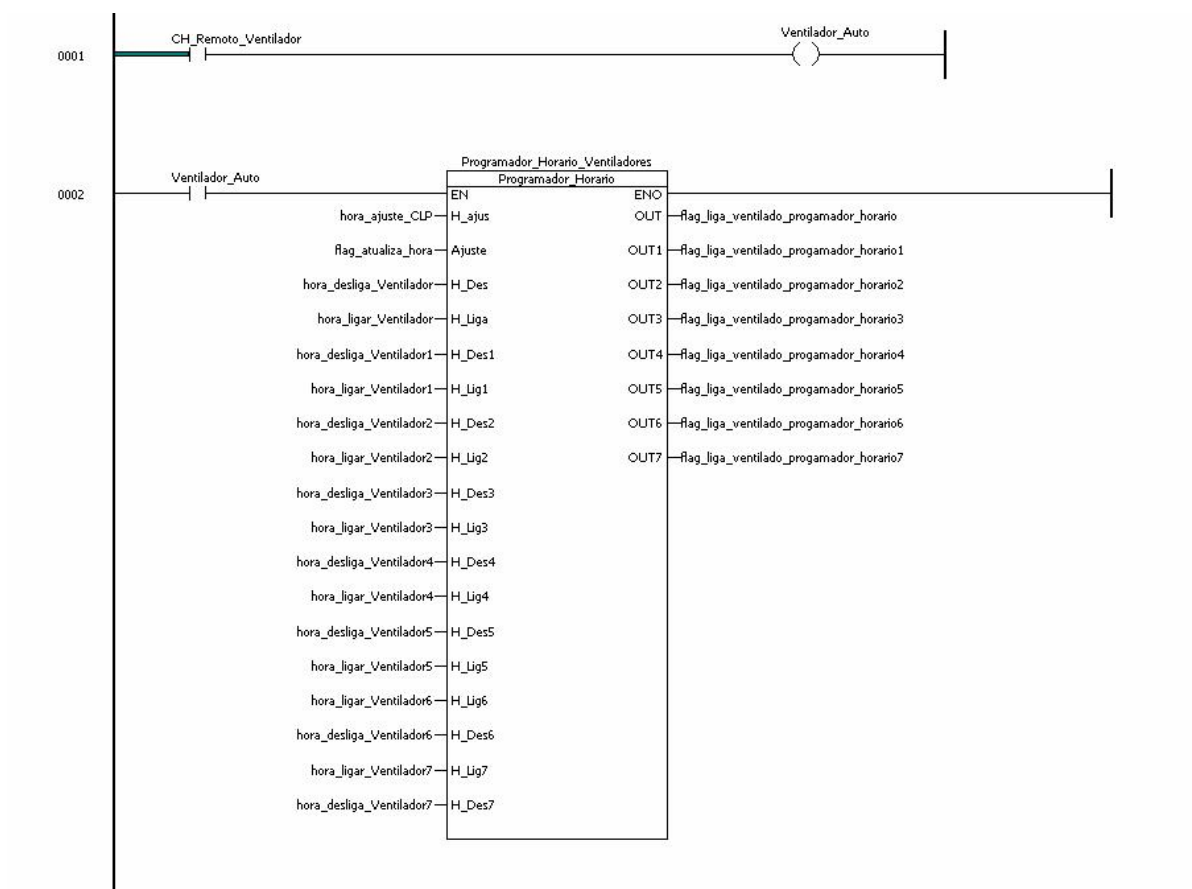 CH_Remoto_Ventilador Ventilador_Auto
0001
Programador_Horario_Ventiladores
Ventilador_Auto Programador_Horario
0002 EN ENO
hora_ajuste_CLP H_ajus OUT flag_liga_ventilado_progamador_horario
flag_atualiza_hora Ajuste OUT1 flag_liga_ventilado_progamador_horario1
hora_desliga_Ventilador H_Des OUT2 flag_liga_ventilado_progamador_horario2
hora_ligar_Ventilador H_Liga OUT3 flag_liga_ventilado_progamador_horario3
hora_desliga_Ventilador1 H_Des1 OUT4 flag_liga_ventilado_progamador_horario4
hora_ligar_Ventilador1 H_Lig1 OUT5 flag_liga_ventilado_progamador_horario5
hora_desliga_Ventilador2 H_Des2 OUT6 flag_liga_ventilado_progamador_horario6
hora_ligar_Ventilador2 H_Lig2 OUT7 flag_liga_ventilado_progamador_horario7
hora_desliga_Ventilador3 H_Des3
hora_ligar_Ventilador3 H_Lig3
hora_desliga_Ventilador4 H_Des4
hora_ligar_Ventilador4 H_Lig4
hora_desliga_Ventilador5 H_Des5
hora_ligar_Ventilador5 H_Lig5
hora_ligar_Ventilador6 H_Lig6
hora_desliga_Ventilador6 H_Des6
hora_ligar_Ventilador7 H_Lig7
hora_desliga_Ventilador7 H_Des7